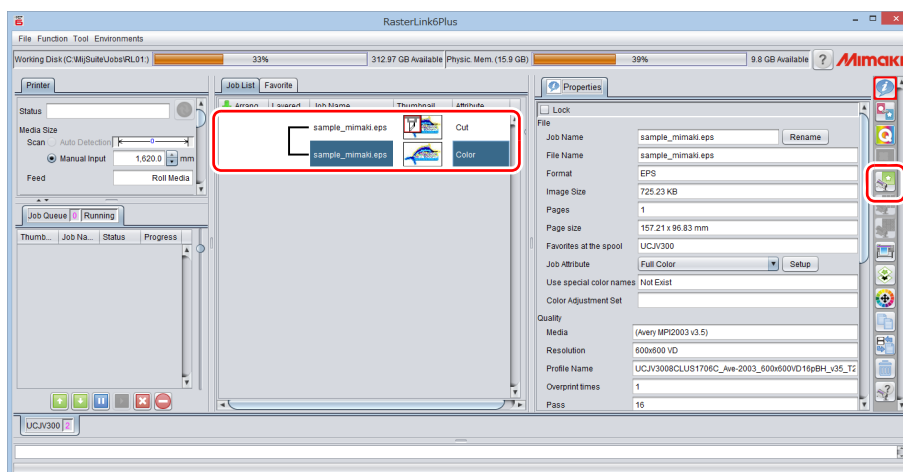 RasterLink6Plus
File Function Tool Environments
Working Disk (C:\MijSuite\Jobs\RL01:) 33% 312.97 GB Available Physic. Mem. (15.9 GB) 39% 9.8 GB Available ? Mimaki
Printer
Status
Media Size
Scan Auto Detection 0
Manual Input 1,620.0 mm
Feed Roll Media
Job Queue 0 Running
Thumb... Job Na... Status Progress
UCJV300 2
Job List Favorite
Arrang Layered Job Name Thumbnail Attribute
sample_mimaki.eps Cut
sample_mimaki.eps Color
Properties
Lock
File
Job Name sample_mimaki.eps Rename
File Name sample_mimaki.eps
Format EPS
Image Size 725.23 KB
Pages 1
Page size 157.21 x 96.83 mm
Favorites at the spool UCJV300
Job Attribute Full Color Setup
Use special color names Not Exist
Color Adjustment Set
Quality
Media (Avery MPI2003 v3.5)
Resolution 600x600 VD
Profile Name UCJV3008CLUS1706C_Ave-2003_600x600VD16pBH_v35_T2
Overprint times 1
Pass 16